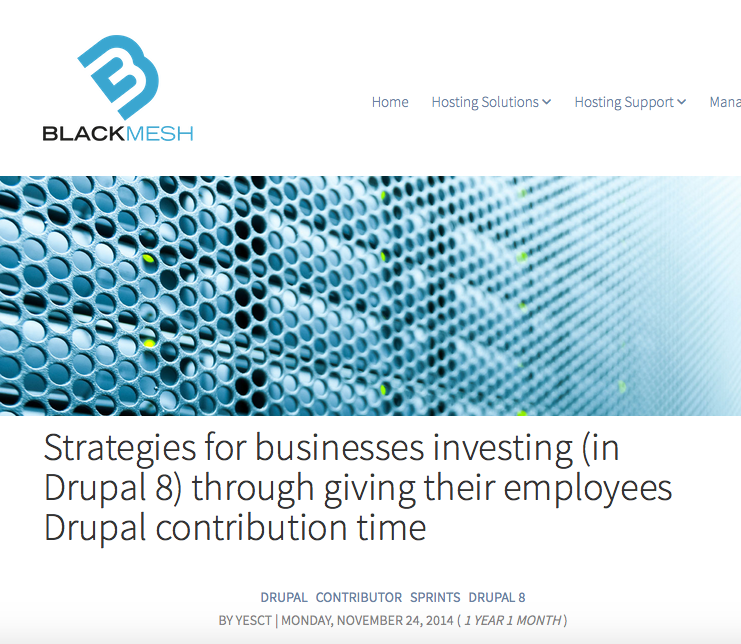 BLACKMESH
Home Hosting Solutions Hosting Support Mana
Strategies for businesses investing (in
Drupal 8) through giving their employees
Drupal contribution time
DRUPAL CONTRIBUTOR SPRINTS DRUPAL 8
BY YESCT | MONDAY, NOVEMBER 24, 2014 ( 1 YEAR 1 MONTH )